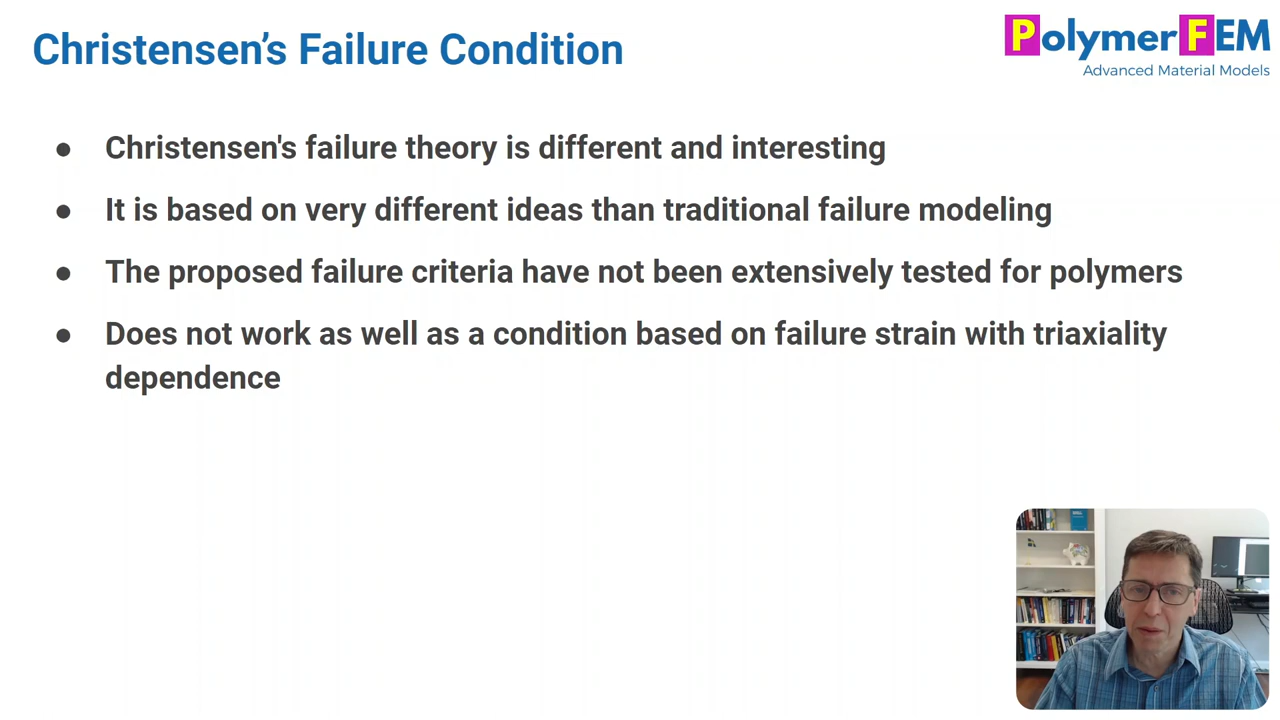 Christensen’s Failure Condition
PolymerFEM
Advanced Material Models
● Christensen's failure theory is different and interesting
● It is based on very different ideas than traditional failure modeling
● The proposed failure criteria have not been extensively tested for polymers
● Does not work as well as a condition based on failure strain with triaxiality
dependence